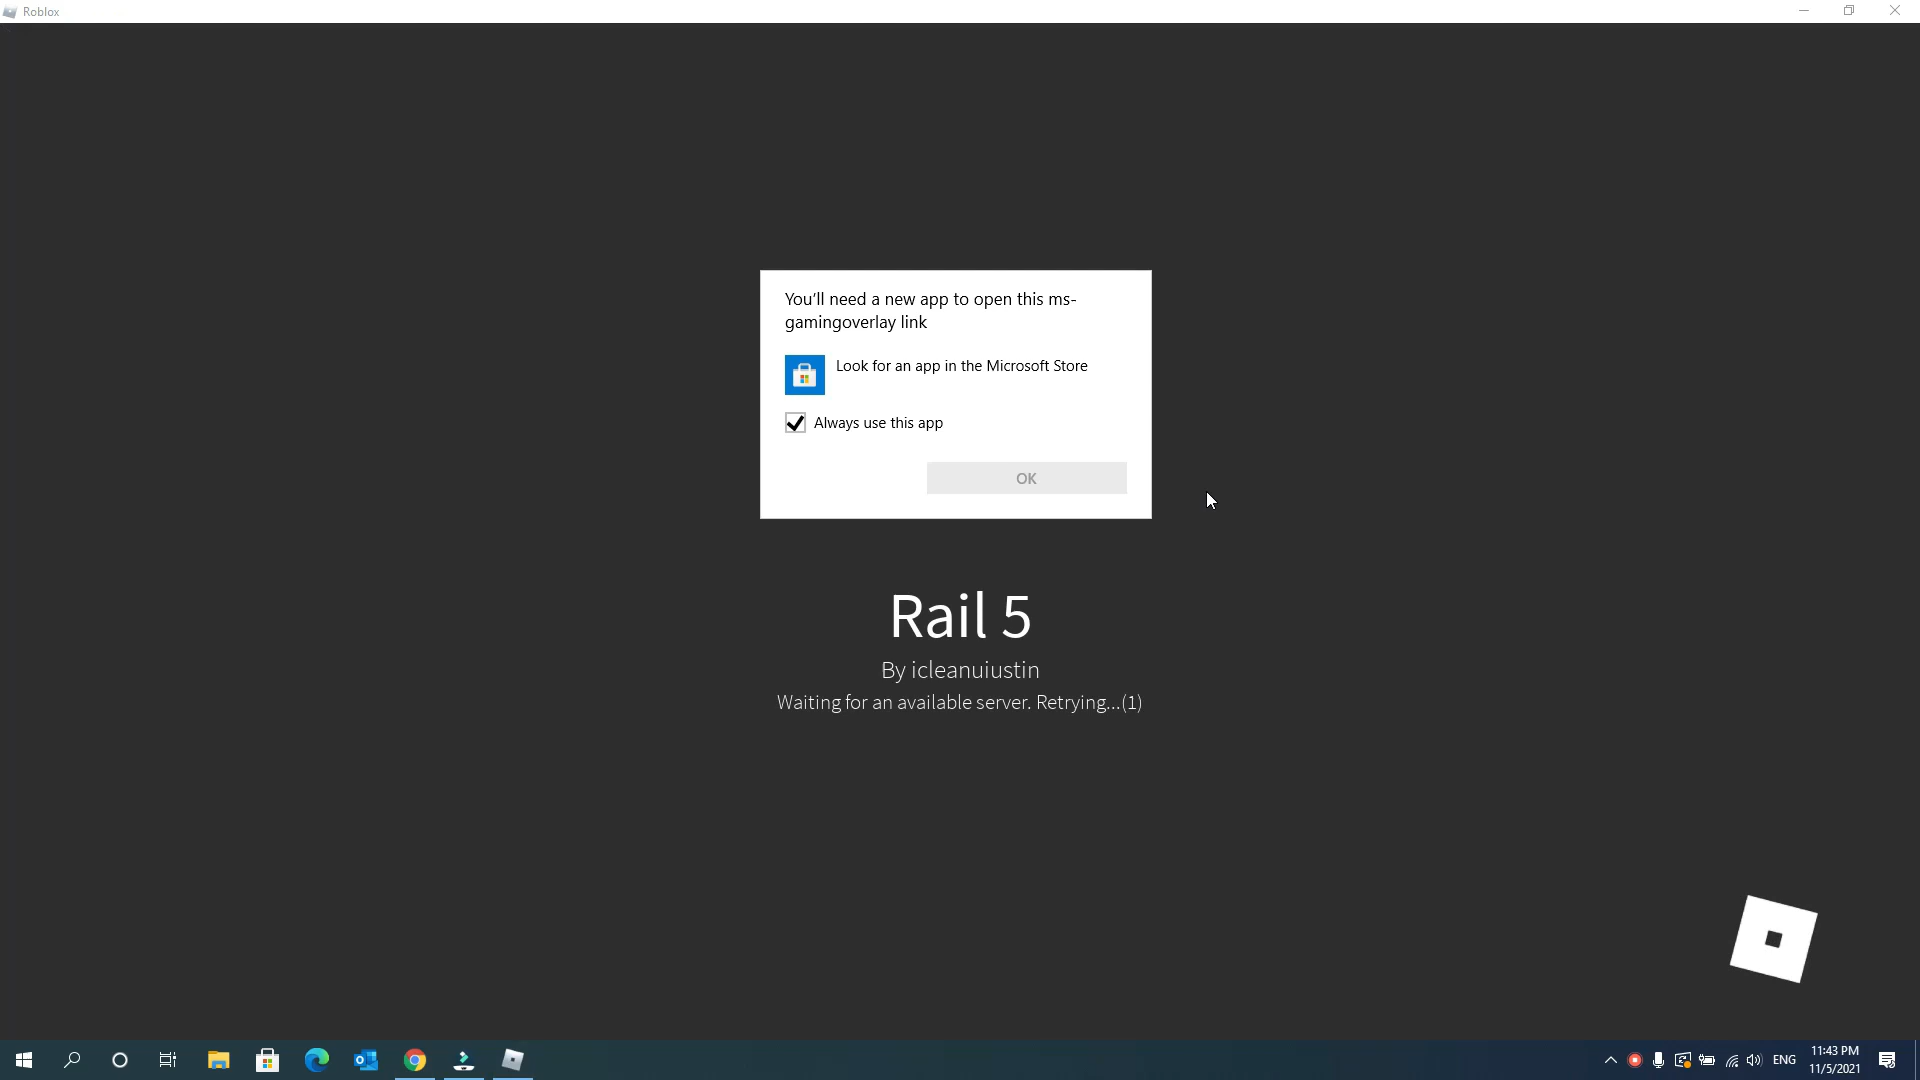 Roblox
You'll need a new app to open this ms-
gamingoverlay link
Look for an app in the Microsoft Store
Always use this app
OK
Rail 5
By icleanuiustin
Waiting for an available server. Retrying...(1)
ENG
11:43 PM
11/5/2021